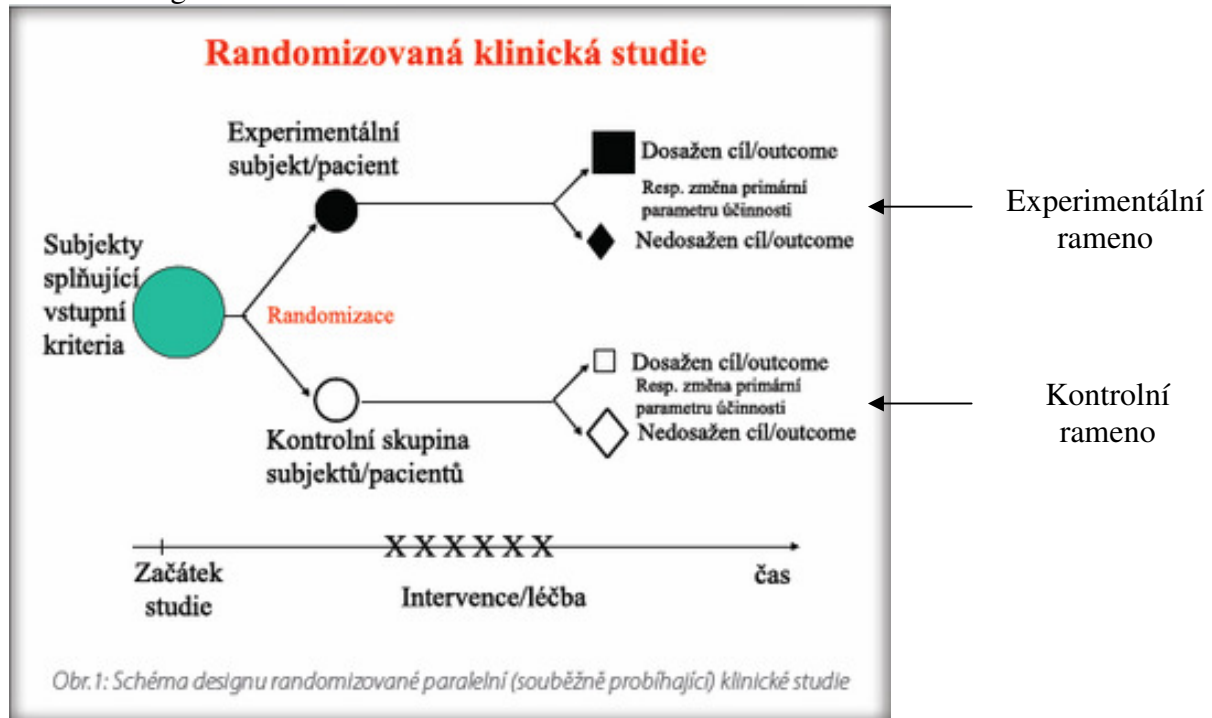 Randomizovaná klinická studie
Experimentální
subjekt/pacient
Dosažen cíl/outcome
Resp. změna primární
parametru účinnosti
Nedosažen cíl/outcome
Experimentální
rameno
Subjekty
splňující
vstupní
kriteria
Randomizace
Dosažen cíl/outcome
Resp. změna primární
parametru účinnosti
Nedosažen cíl/outcome
Kontrolní
rameno
Kontrolní skupina
subjektů/pacientů
X X X X X X
Začátek
studie
Intervence/léčba
čas
Obr.1: Schéma designu randomizované paralelní (souběžně probíhající) klinické studie